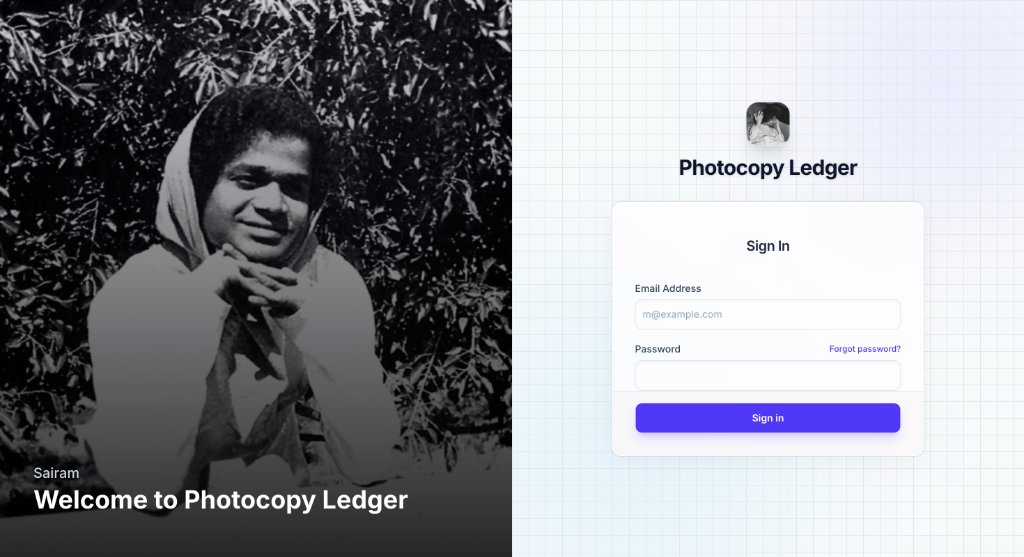 Sairam
Welcome to Photocopy Ledger
Photocopy Ledger
Sign In
Email Address
m@example.com
Password
Forgot password?
Sign in